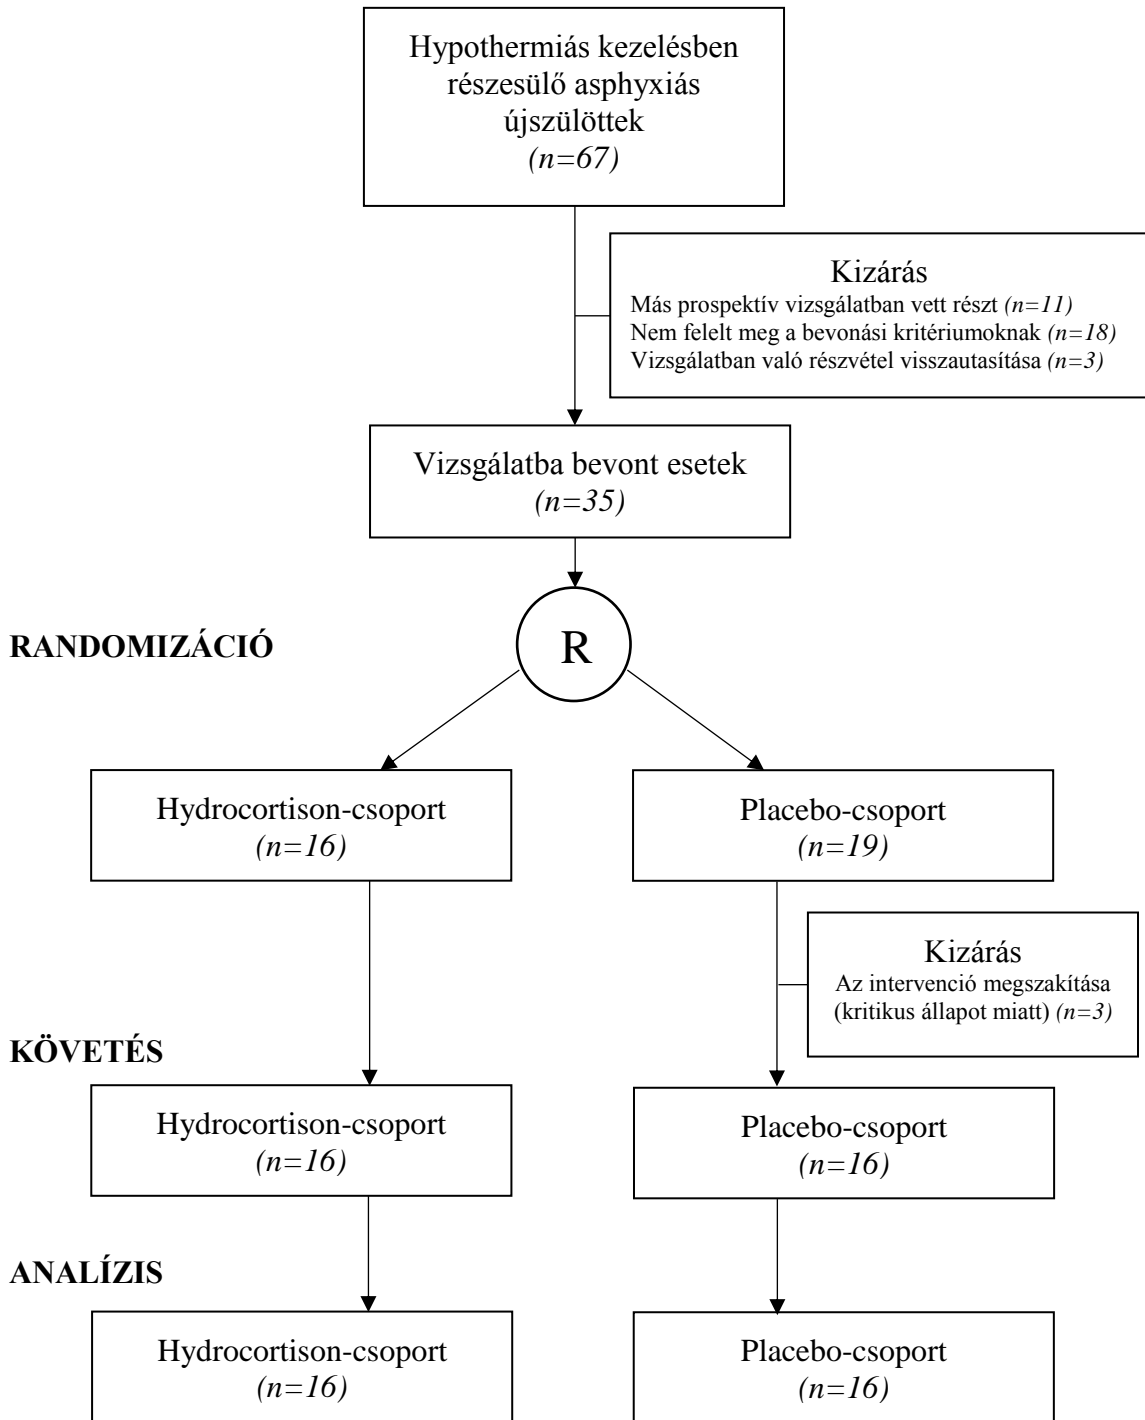 Hypothermiás kezelésben
részesülő asphyxiás
újszülöttek
(n=67)
Kizárás
Más prospektív vizsgálatban vett részt (n=11)
Nem felelt meg a bevonási kritériumoknak (n=18)
Vizsgálatban való részvétel visszautasítása (n=3)
Vizsgálatba bevont esetek
(n=35)
RANDOMIZÁCIÓ
R
Hydrocortison-csoport
(n=16)
Placebo-csoport
(n=19)
Kizárás
Az intervenció megszakítása
(kritikus állapot miatt) (n=3)
KÖVETÉS
Hydrocortison-csoport
(n=16)
Placebo-csoport
(n=16)
ANALÍZIS
Hydrocortison-csoport
(n=16)
Placebo-csoport
(n=16)